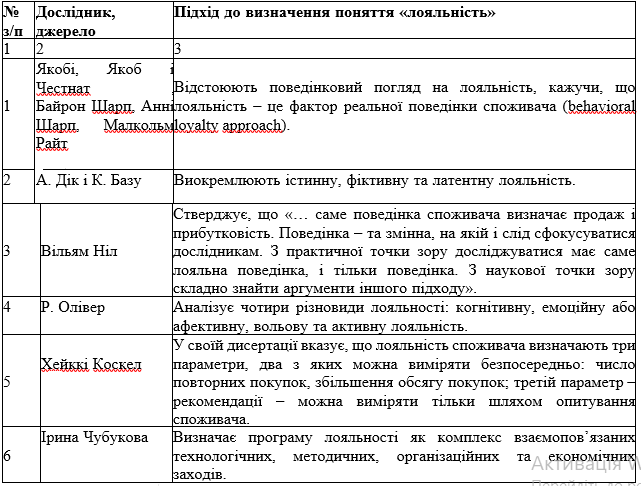 № Дослідник, Підхід до визначення поняття «лояльність»
з/п джерело
1 2 3
Якобі, Якоб і
Честнат
Байрон Шарп, Анні
Шарп, Малкольм
Райт
1
Відстоюють поведінковий погляд на лояльність, кажучи, що
лояльність – це фактор реальної поведінки споживача (behavioral
loyalty approach).
2 А. Дік і К. Базу Виокремлюють істинну, фіктивну та латентну лояльність.
3 Вільям Ніл
Стверджує, що «… саме поведінка споживача визначає продаж і
прибутковість. Поведінка – та змінна, на якій і слід сфокусуватися
дослідникам. З практичної точки зору досліджуватися має саме
лояльна поведінка, і тільки поведінка. З наукової точки зору
складно знайти аргументи іншого підходу».
4 Р. Олівер Аналізує чотири різновиди лояльності: когнітивну, емоційну або
афективну, вольову та активну лояльність.
5 Хейккі Коскел
У своїй дисертації вказує, що лояльність споживача визначають три
параметри, два з яких можна виміряти безпосередньо: число
повторних покупок, збільшення обсягу покупок; третій параметр –
рекомендації – можна виміряти тільки шляхом опитування
споживача.
6 Ірина Чубукова
Визначає програму лояльності як комплекс взаємопов’язаних
технологічних, методичних, організаційних та економічних
заходів.
Активація W